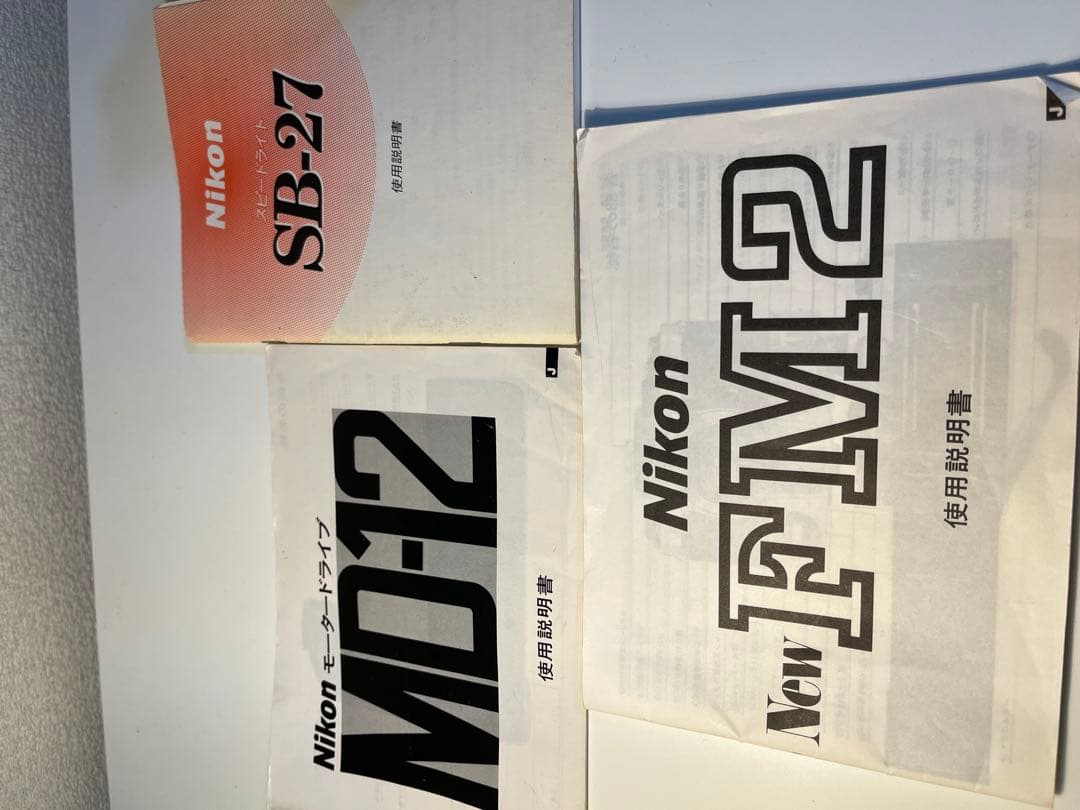 Nikon
スピードライト
SB-27
使用説明書
J
Nikon モータードライブ
MD-12
使用説明書
J
Nikon
New FM2
使用説明書